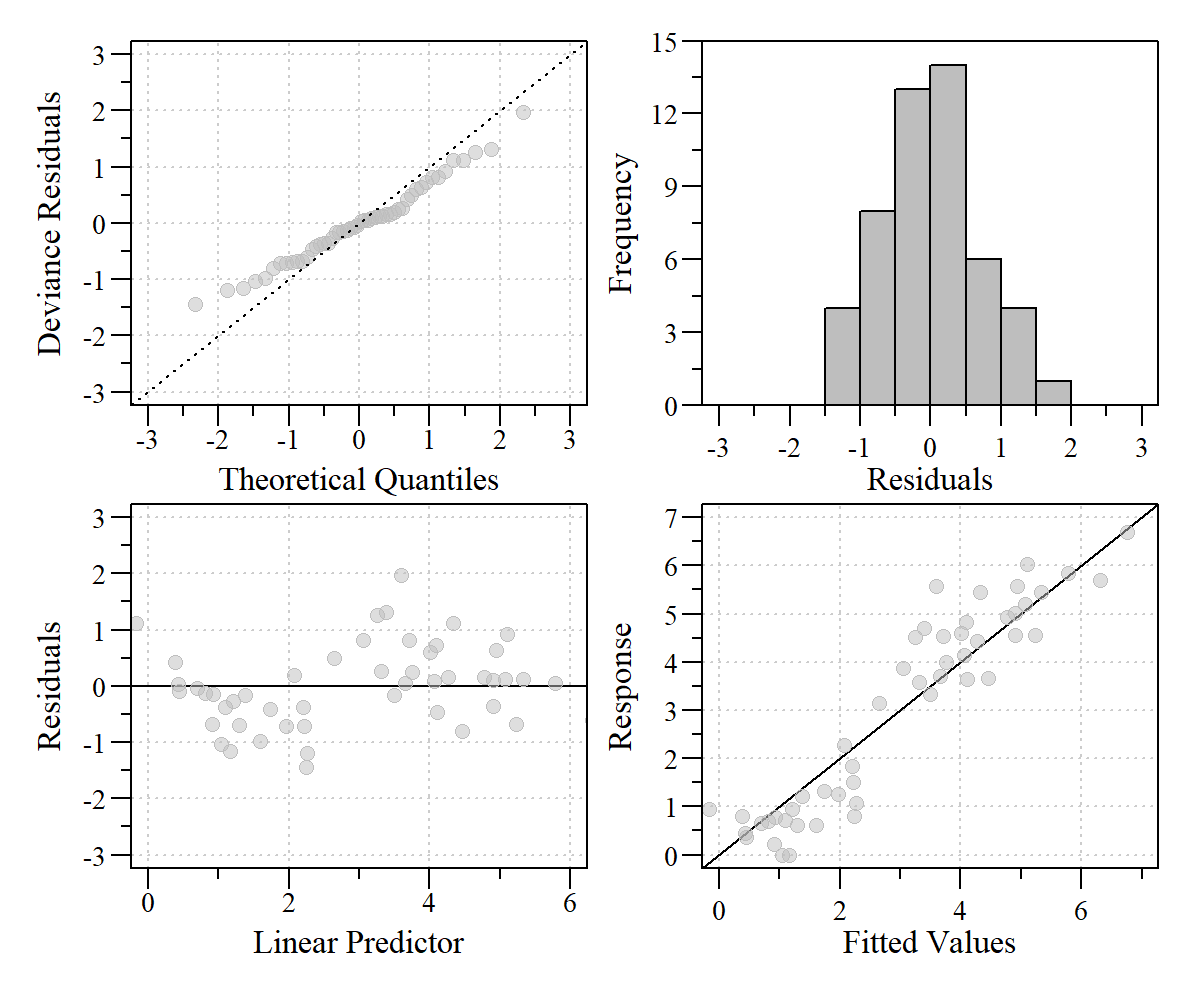 3
2
1
0
-1
-2
-3
Deviance Residuals
-3 -2 -1 0 1 2 3
Theoretical Quantiles
15
12
9
6
3
0
Frequency
-3 -2 -1 0 1 2 3
Residuals
3
2
1
0
-1
-2
-3
Residuals
0 2 4 6
Linear Predictor
7
6
5
4
3
2
1
0
Response
0 2 4 6
Fitted Values